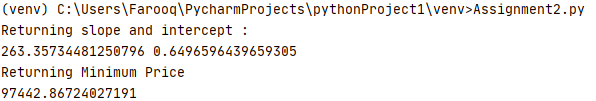 (venv) C:\Users\Farooq\PycharmProjects\pythonProject1\venv>Assignment2.py
Returning slope and intercept :
263.35734481250796 0.6496596439659305
Returning Minimum Price
97442.86724027191